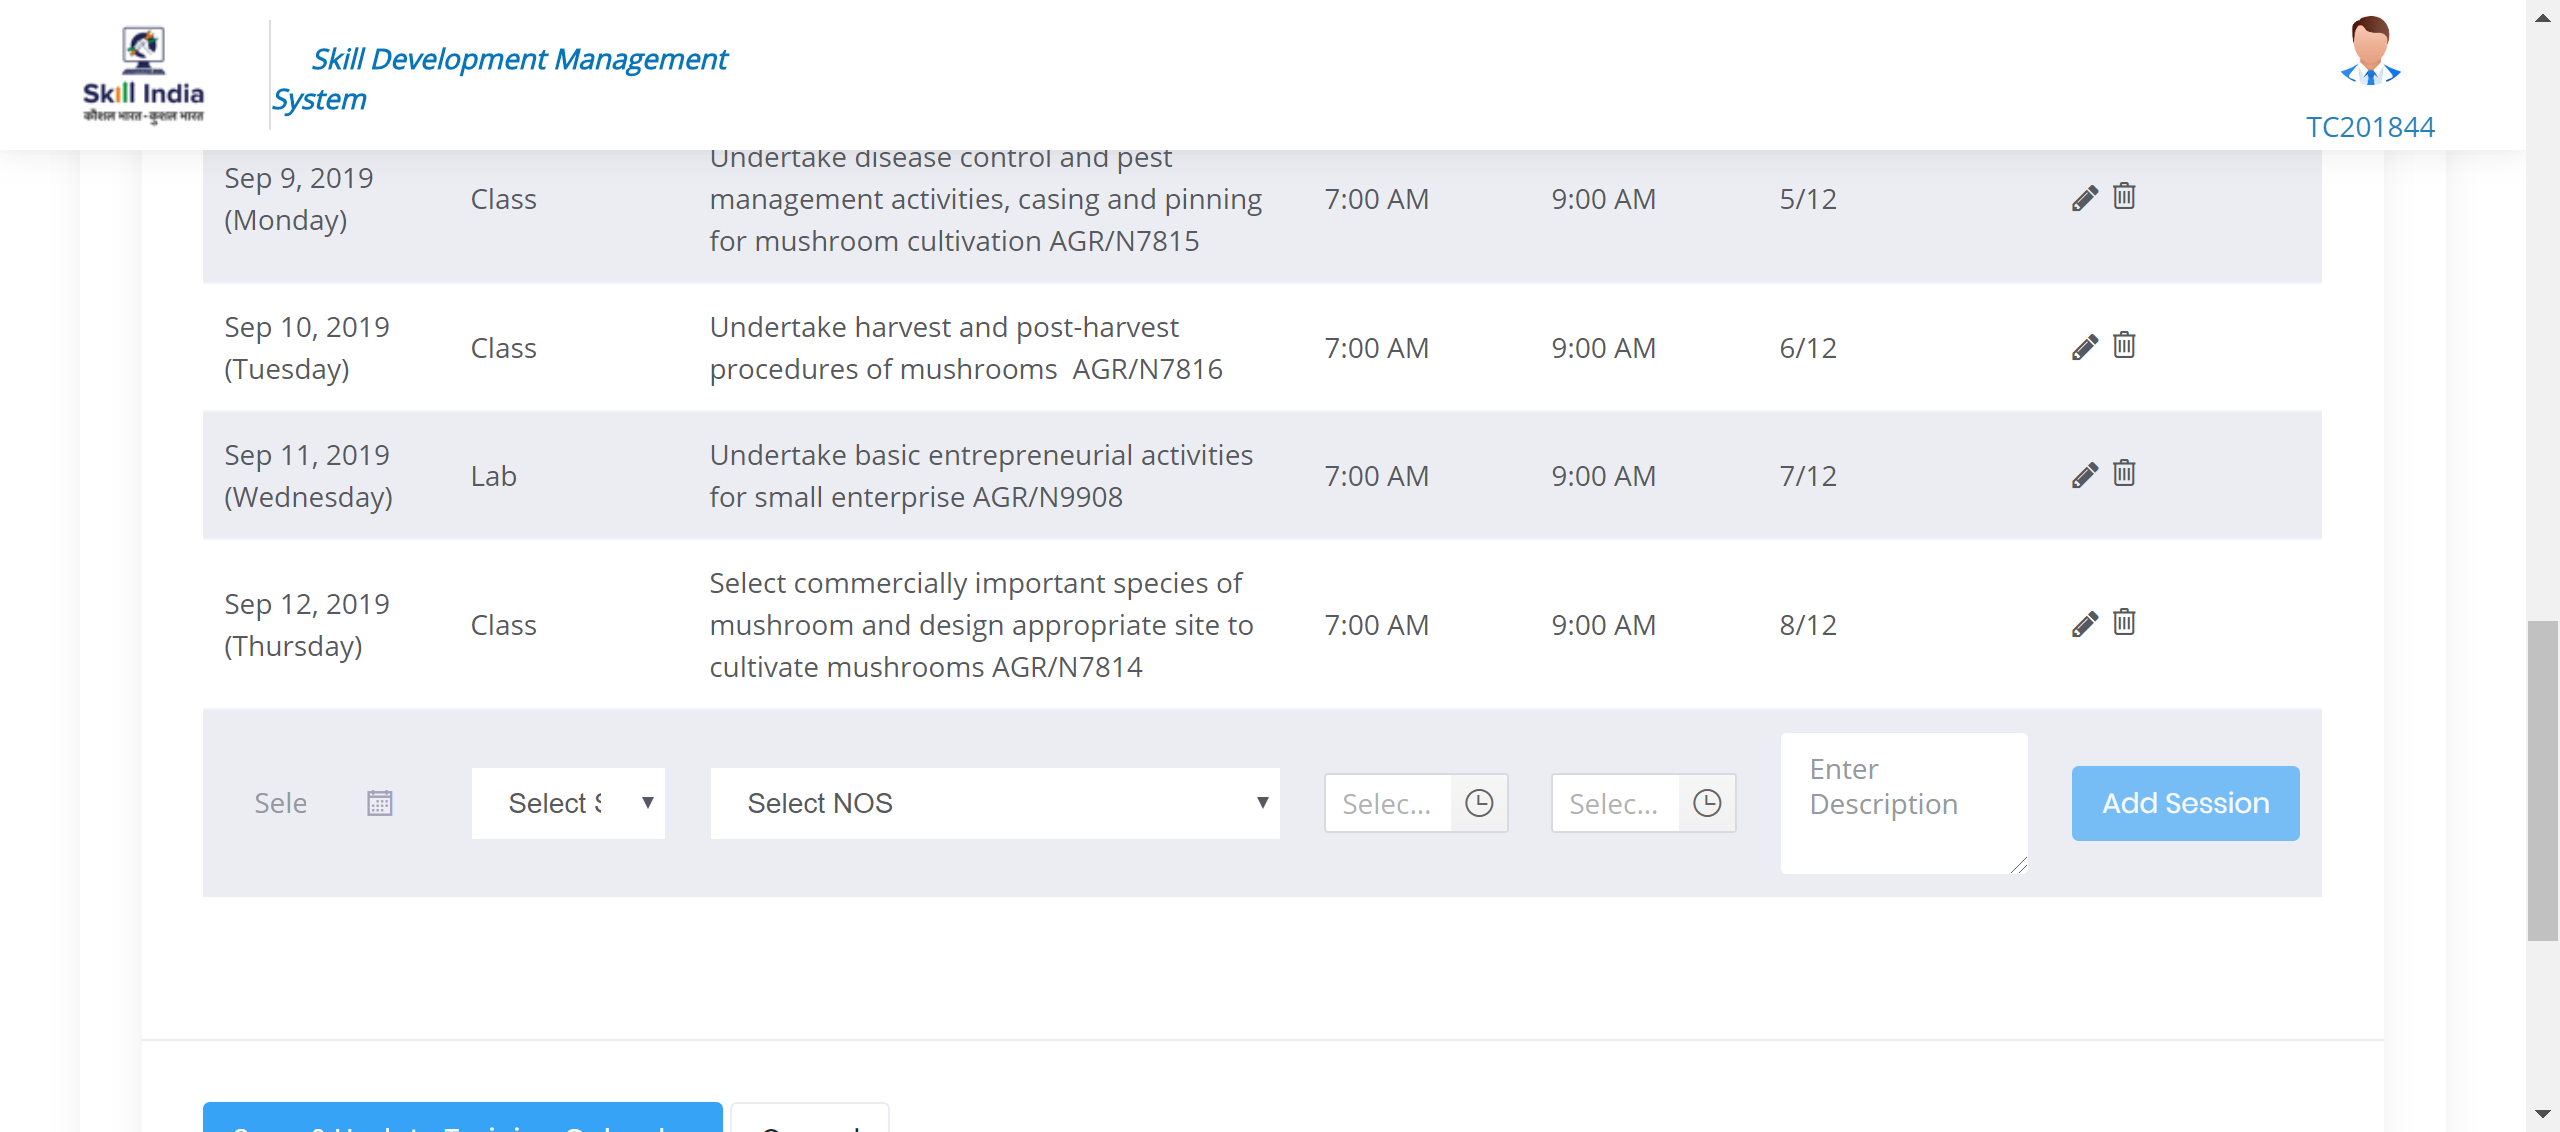 Skill India
कौशल भारत-कुशल भारत
Skill Development Management
System
TC201844
Undertake disease control and pest
management activities, casing and pinning
for mushroom cultivation AGR/N7815
Sep 9, 2019
(Monday)
Class
7:00 AM
9:00 AM
5/12
Sep 10, 2019
(Tuesday)
Class
Undertake harvest and post-harvest
procedures of mushrooms AGR/N7816
7:00 AM
9:00 AM
6/12
Sep 11, 2019
(Wednesday)
Lab
Undertake basic entrepreneurial activities
for small enterprise AGR/N9908
7:00 AM
9:00 AM
7/12
Sep 12, 2019
(Thursday)
Class
Select commercially important species of
mushroom and design appropriate site to
cultivate mushrooms AGR/N7814
7:00 AM
9:00 AM
8/12
Sele
Select S
Select NOS
Selec...
Selec...
Enter
Description
Add Session